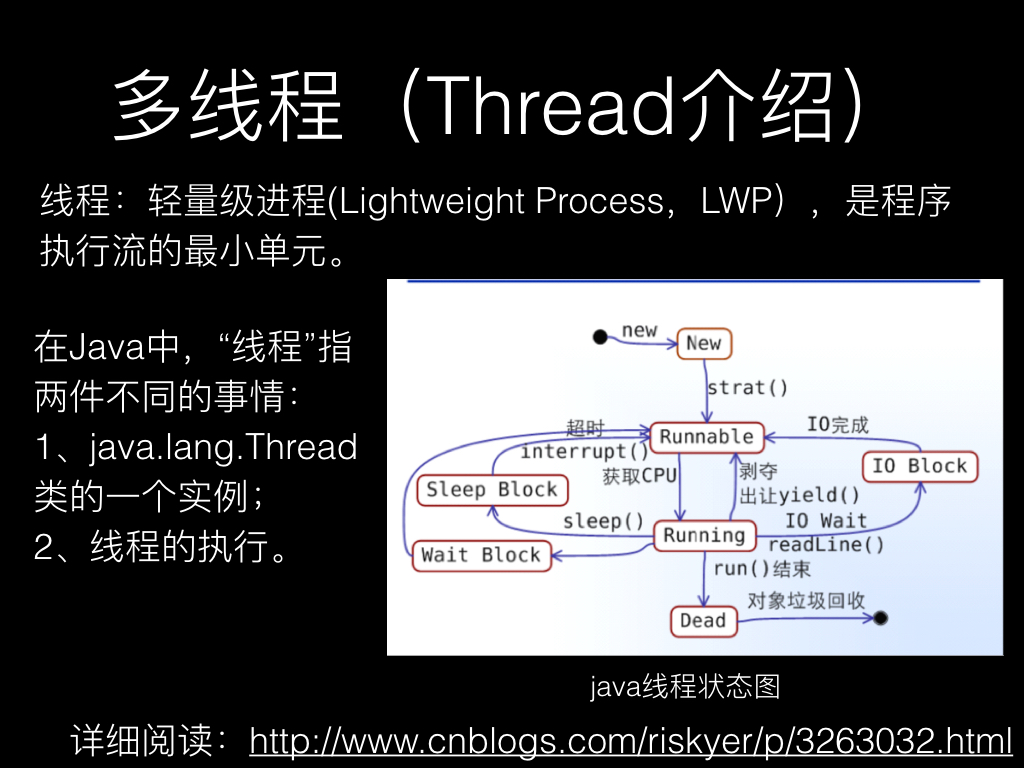 多线程（Thread介绍）
线程：轻量级进程(Lightweight Process，LWP），是程序
执行流的最小单元。
在Java中，“线程”指
两件不同的事情：
1、java.lang.Thread
类的一个实例；
2、线程的执行。
new
New
strat()
超时
Runnable
IO完成
interrupt()
获取CPU
剥夺
IO Block
Sleep Block
出让yield()
sleep()
Running
IO Wait
readLine()
Wait Block
run()结束
对象垃圾回收
Dead
java线程状态图
详细阅读：http://www.cnblogs.com/riskyer/p/3263032.html